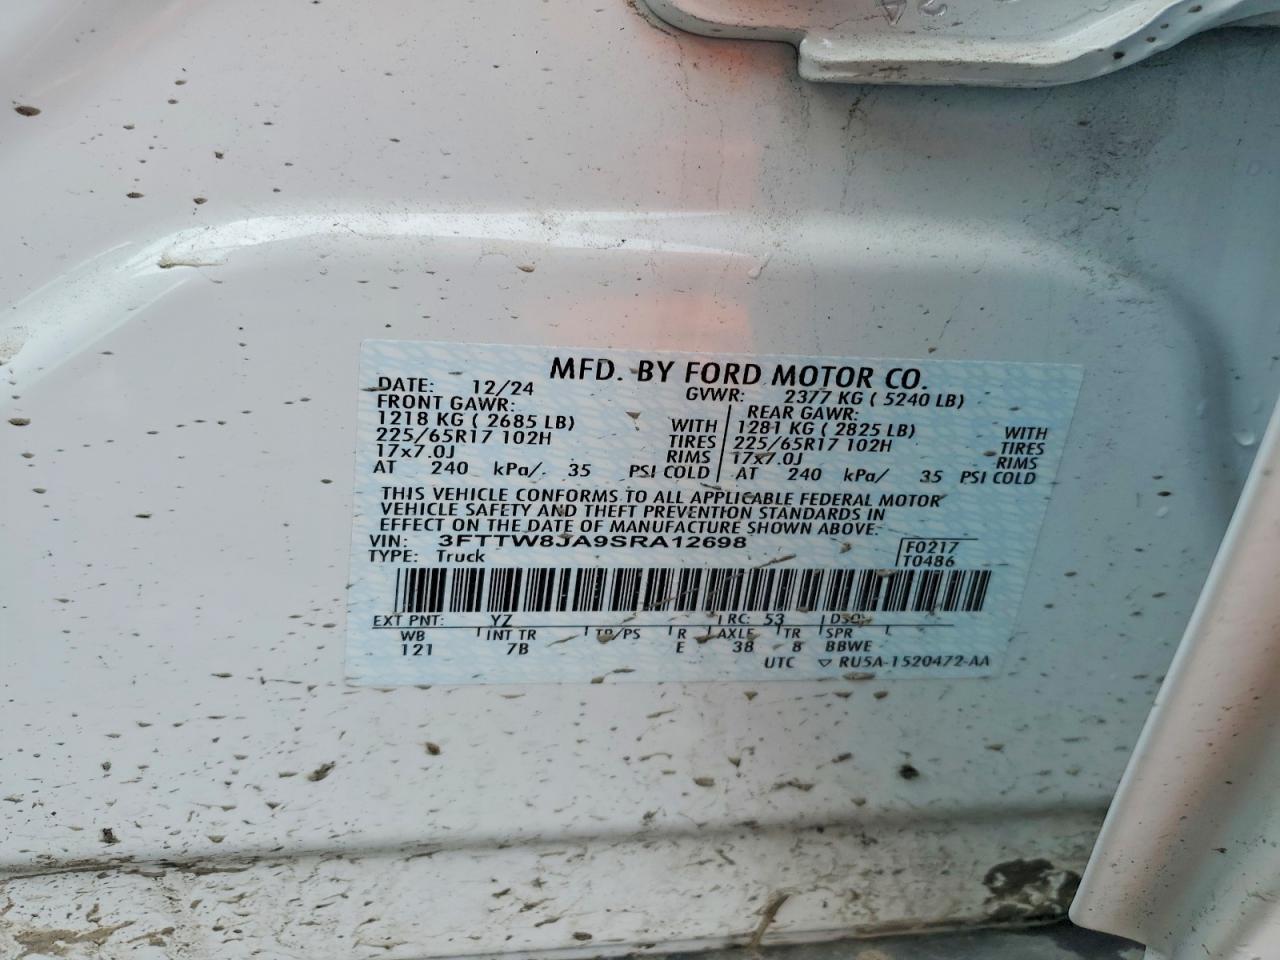 MFD. BY FORD MOTOR CO.
DATE: 12/24 GVWR: 2377 KG ( 5240 LB)
FRONT GAWR: REAR GAWR:
1218 KG ( 2685 LB) WITH 1281 KG ( 2825 LB) WITH
225/65R17 102H TIRES 225/65R17 102H TIRES
17x7.0J RIMS 17x7.0J RIMS
AT 240 kPa/ 35 PSI COLD AT 240 kPa/ 35 PSI COLD
THIS VEHICLE CONFORMS TO ALL APPLICABLE FEDERAL MOTOR
VEHICLE SAFETY AND THEFT PREVENTION STANDARDS IN
EFFECT ON THE DATE OF MANUFACTURE SHOWN ABOVE.
VIN: 3FTTW8JA9SRA12698 F0217
TYPE: Truck T0486
EXT PNT: YZ RC: 53 DSO:
WB INT TR TP/PS R AXLE TR SPR
121 7B E 38 8 BBWE
UTC ▽ RU5A-1520472-AA